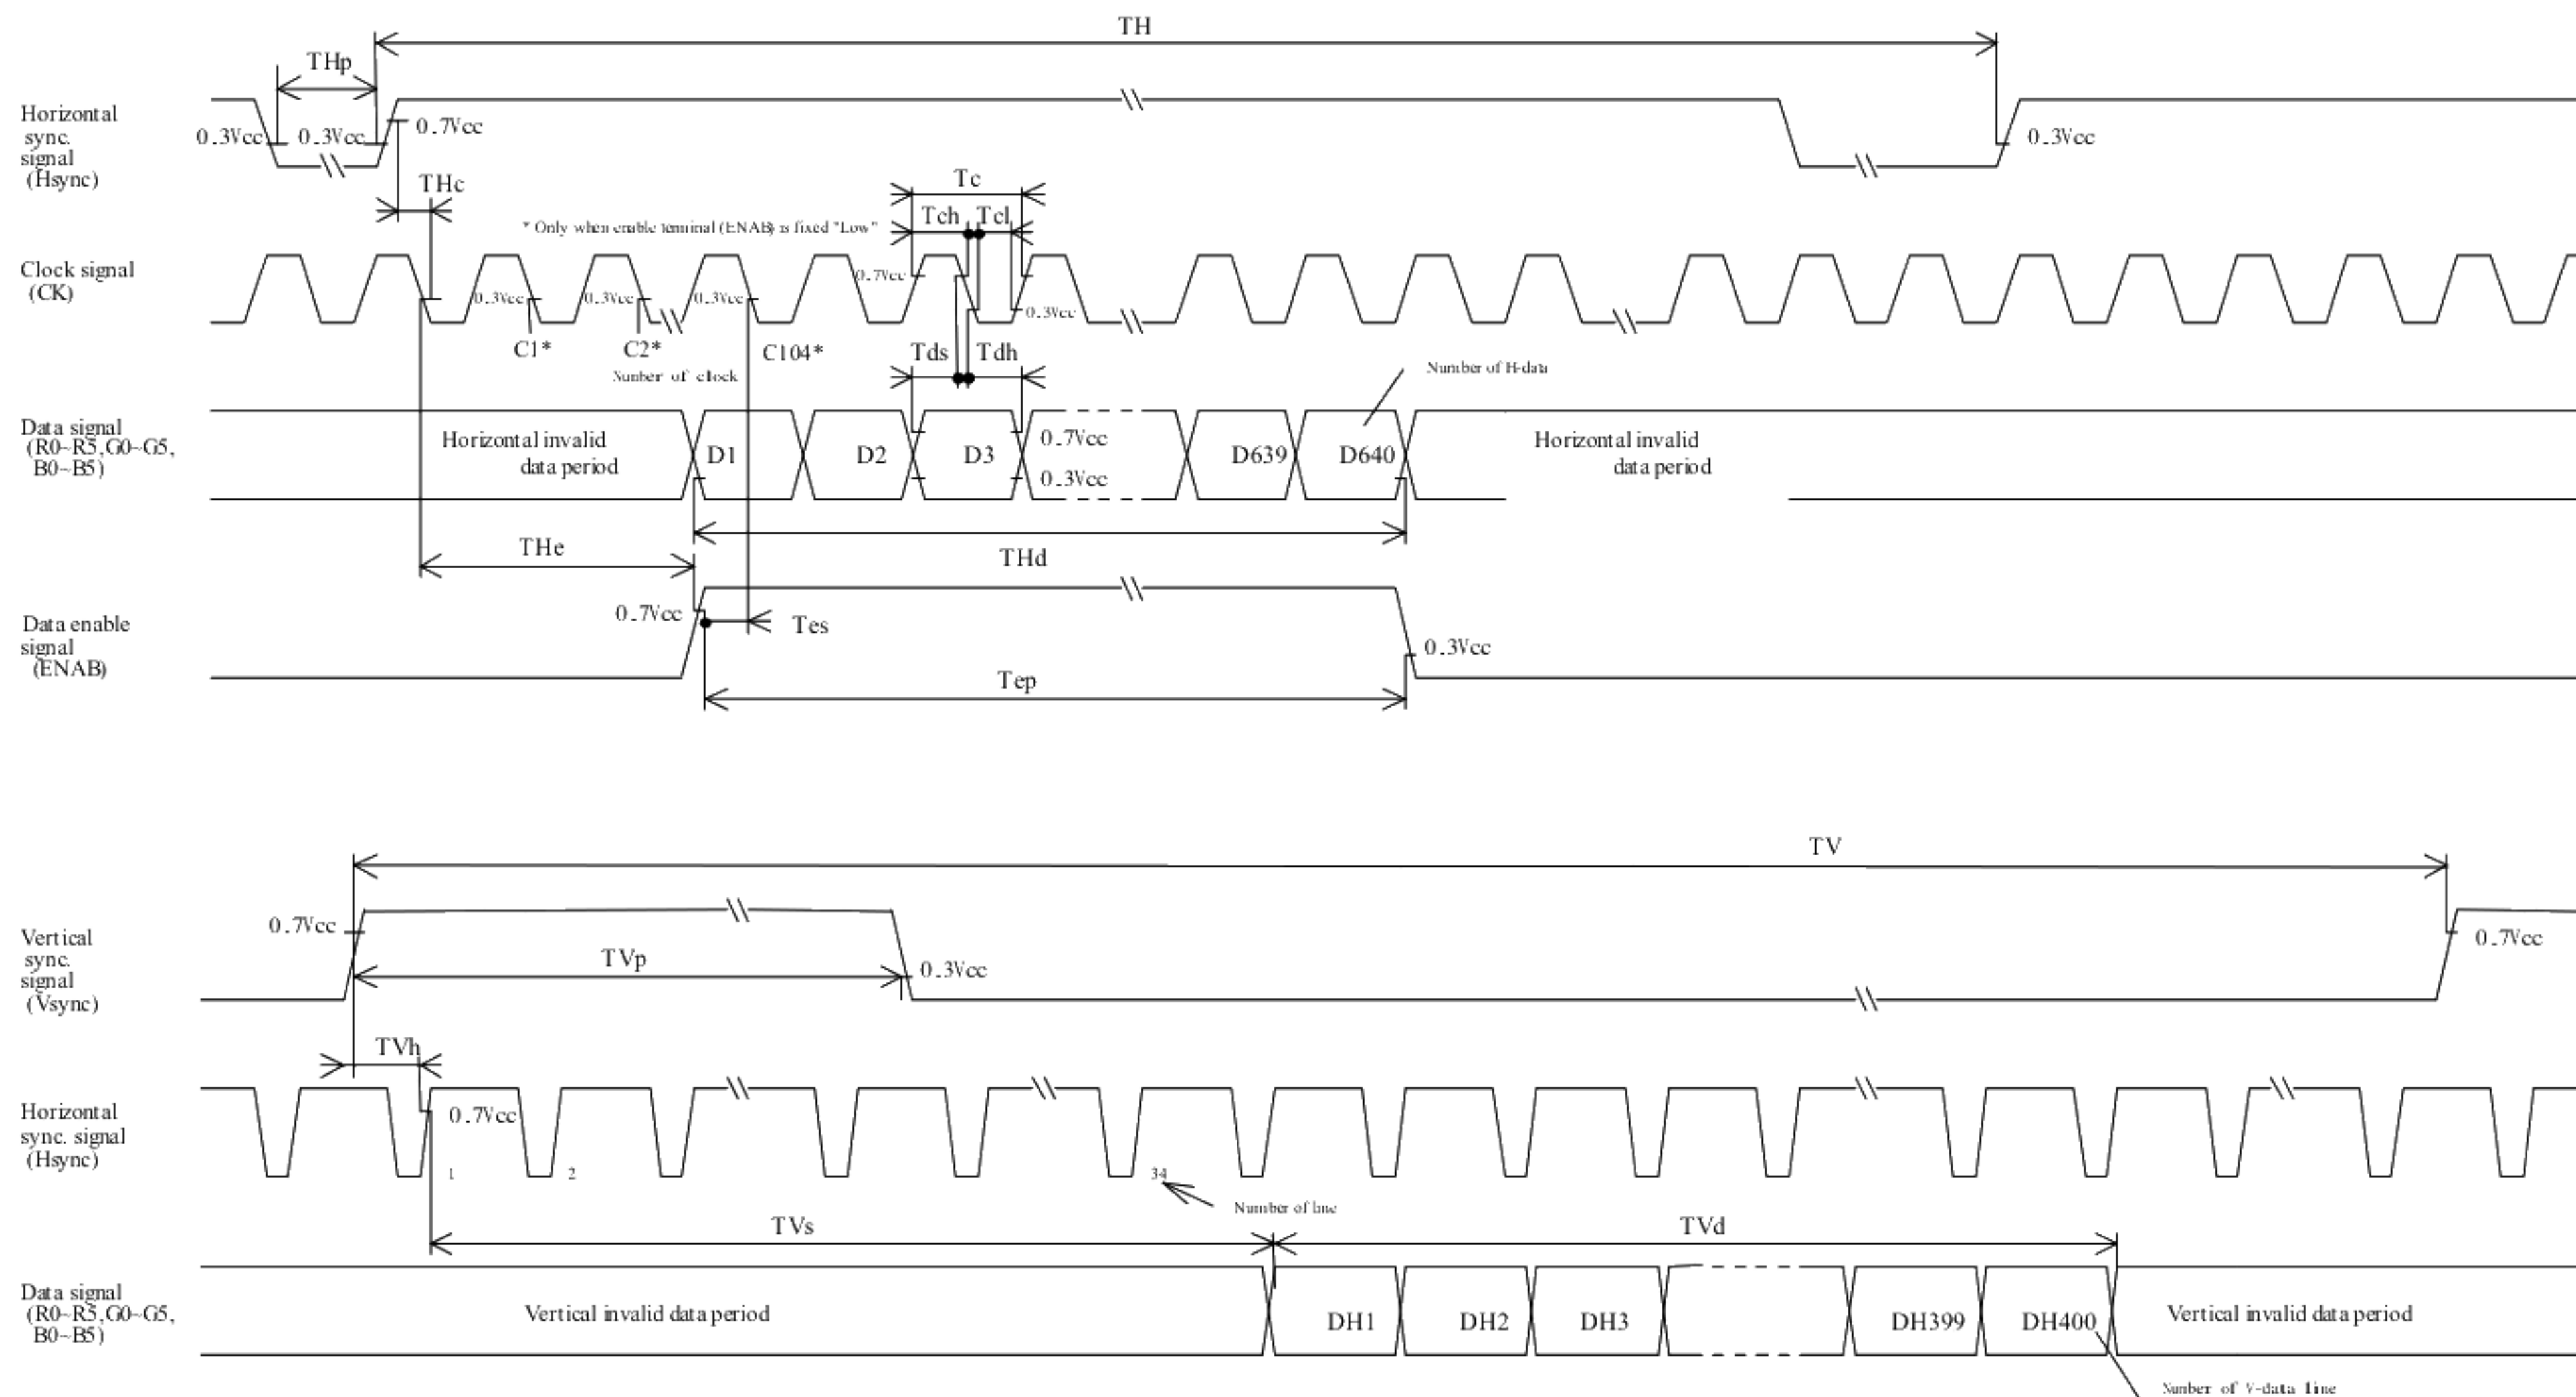 TH
THp
Horizontal
sync.
signal
(Hsync)
0.3Vcc
0.3Vcc
0.7Vcc
0.3Vcc
THc
Tc
* Only when enable terminal (ENAB) is fixed "Low"
Tch
Tcl
Clock signal
(CK)
0.7Vcc
0.3Vcc
0.3Vcc
0.3Vcc
0.3Vcc
C1*
C2*
C104*
Number of clock
Tds
Tdh
Number of H-data
Data signal
(R0~R5,G0~G5,
B0~B5)
Horizontal invalid
data period
D1
D2
D3
0.7Vcc
0.3Vcc
D639
D640
Horizontal invalid
data period
THe
THd
Data enable
signal
(ENAB)
0.7Vcc
Tes
0.3Vcc
Tep
TV
Vertical
sync.
signal
(Vsync)
0.7Vcc
TVp
0.3Vcc
0.7Vcc
TVh
Horizontal
sync. signal
(Hsync)
0.7Vcc
1
2
34
Number of line
TVs
TVd
Data signal
(R0~R5,G0~G5,
B0~B5)
Vertical invalid data period
DH1
DH2
DH3
DH399
DH400
Vertical invalid data period
Number of V-data line